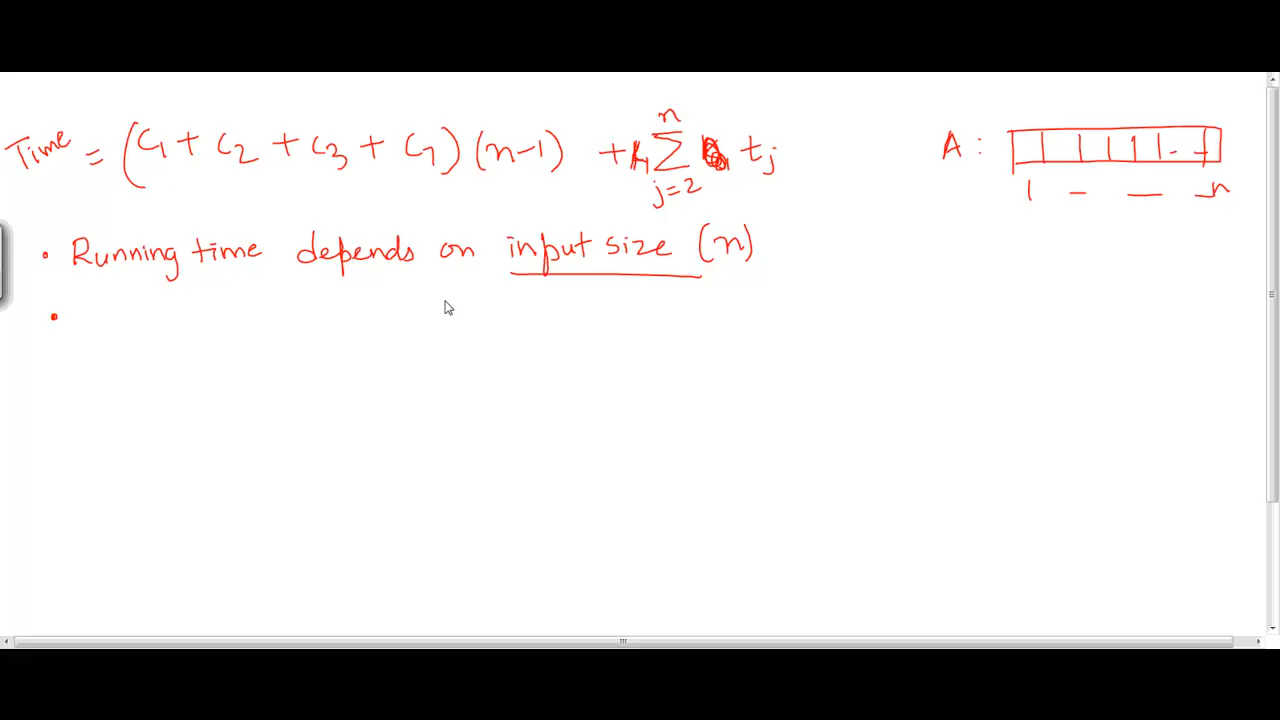 Time = (C1 + C2 + C3 + C7) (n-1) + ∑ n j=2 tj
A : 1 - - n
• Running time depends on input size (n)
•